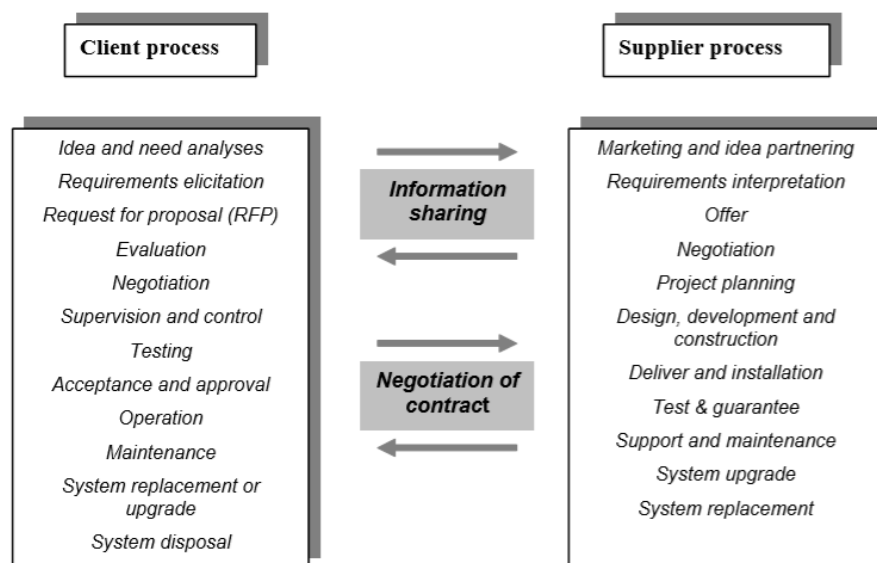 Client process
Supplier process
Idea and need analyses
Requirements elicitation
Request for proposal (RFP)
Evaluation
Negotiation
Supervision and control
Testing
Acceptance and approval
Operation
Maintenance
System replacement or
upgrade
System disposal
Information
sharing
Negotiation of
contract
Marketing and idea partnering
Requirements interpretation
Offer
Negotiation
Project planning
Design, development and
construction
Deliver and installation
Test & guarantee
Support and maintenance
System upgrade
System replacement